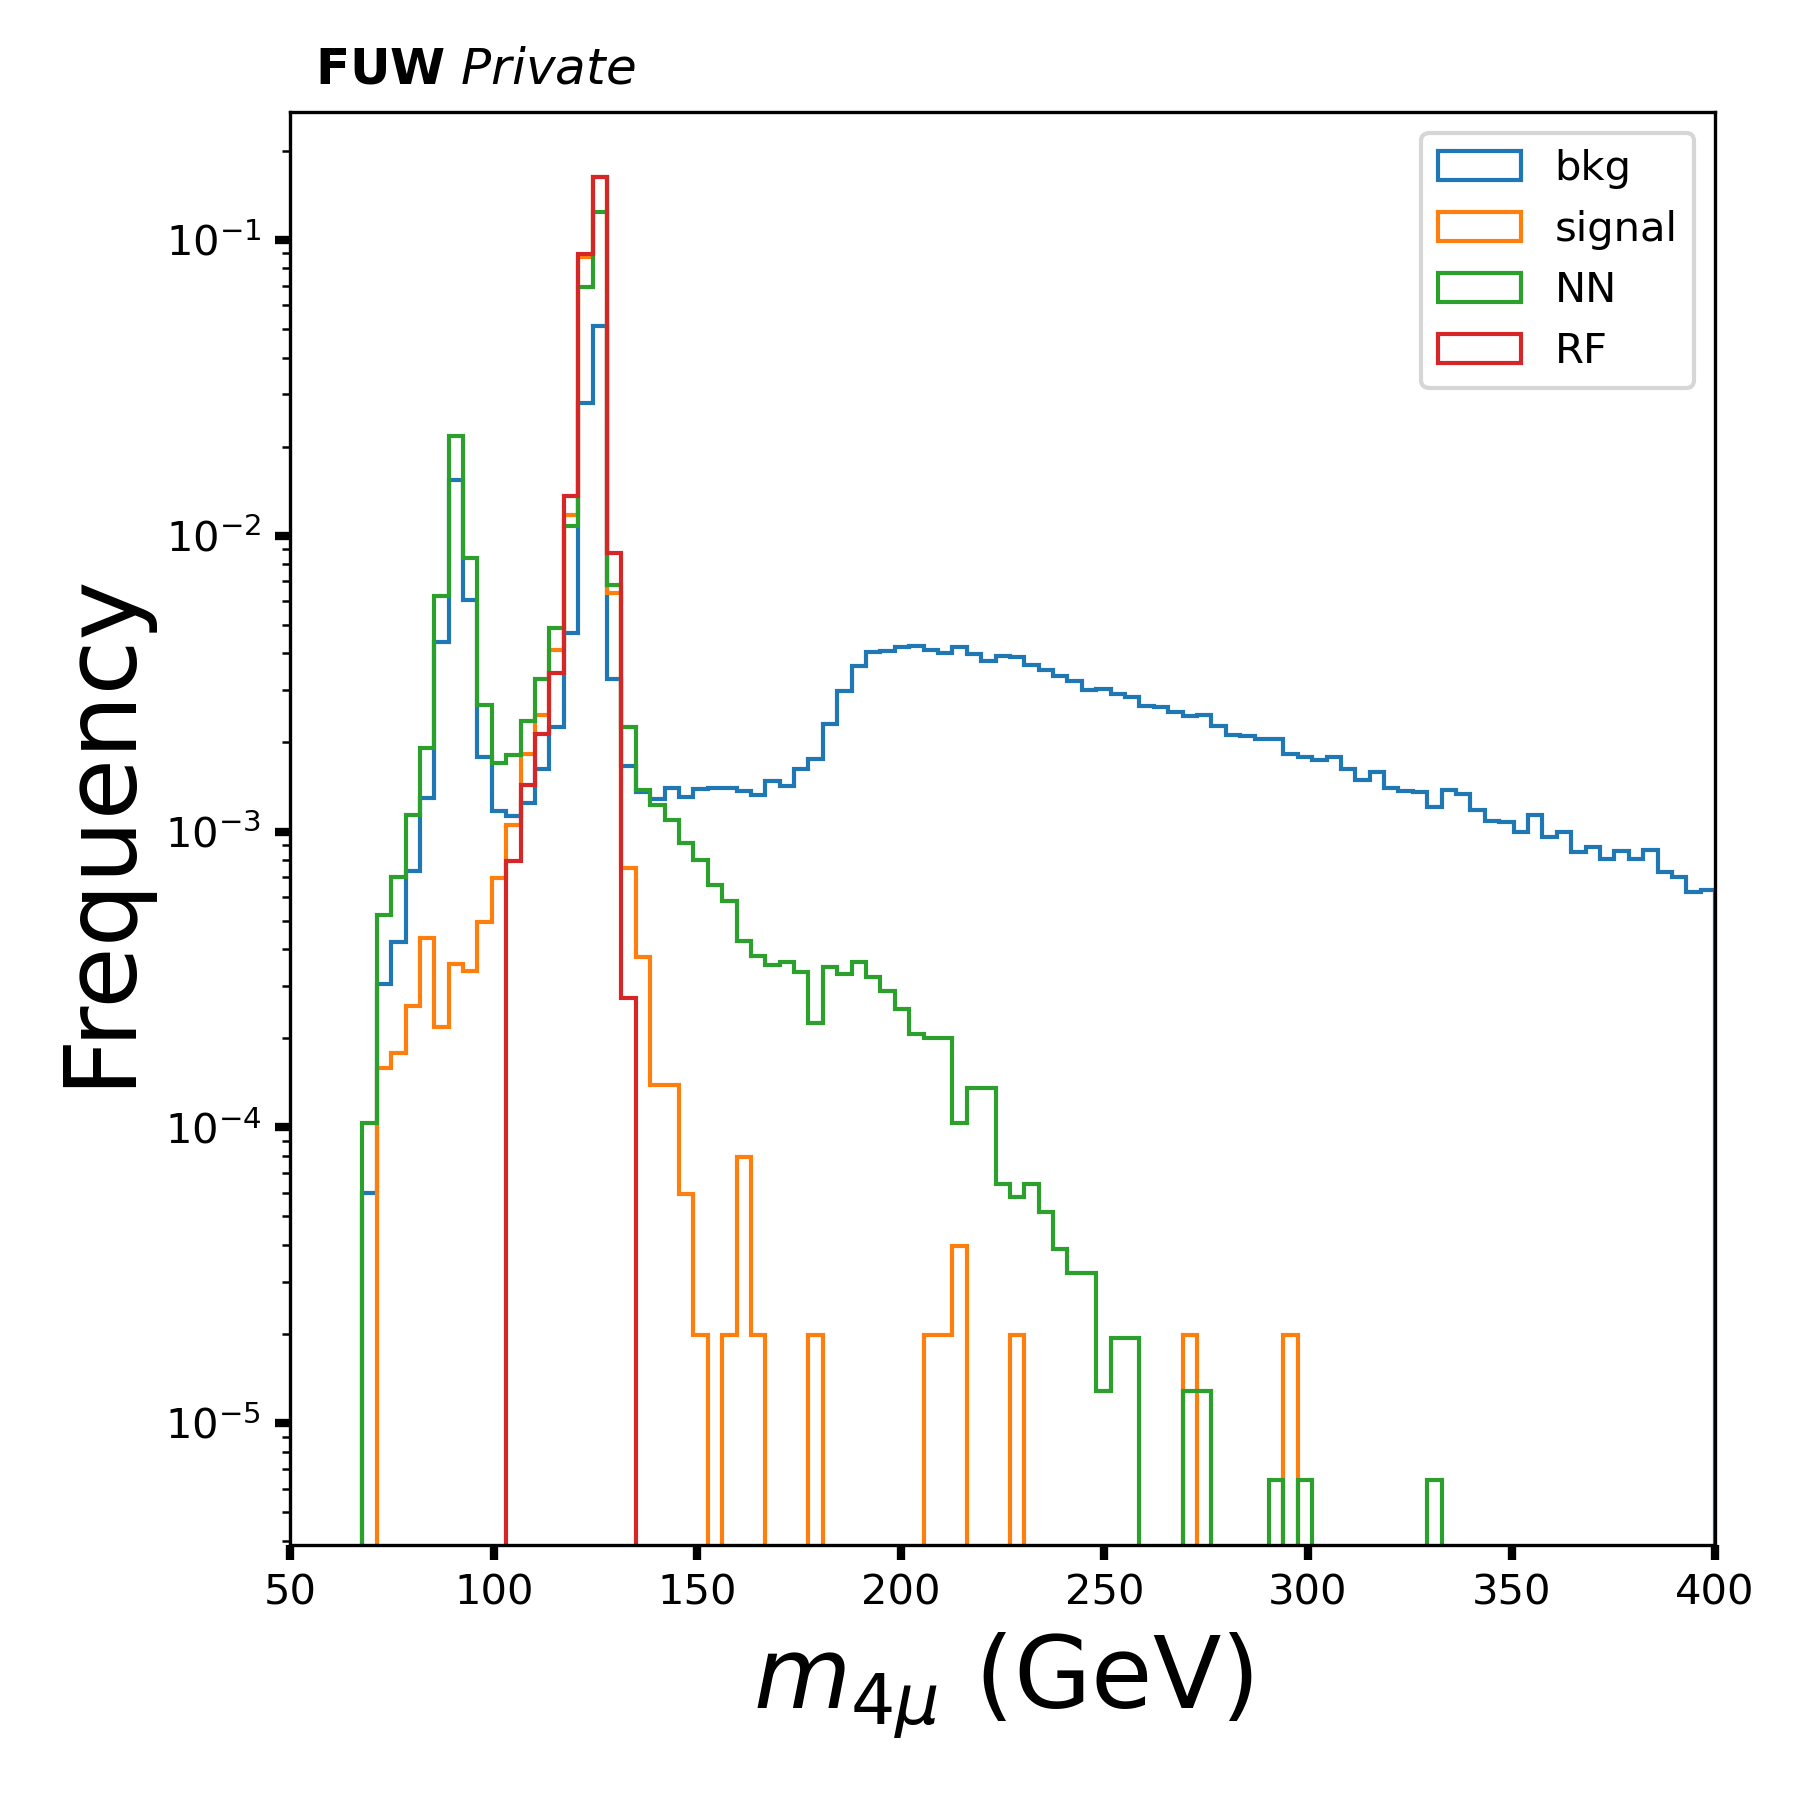 FUW Private
bkg
signal
NN
RF
10⁻¹
10⁻²
10⁻³
10⁻⁴
10⁻⁵
Frequency
50 100 150 200 250 300 350 400
m₄μ (GeV)